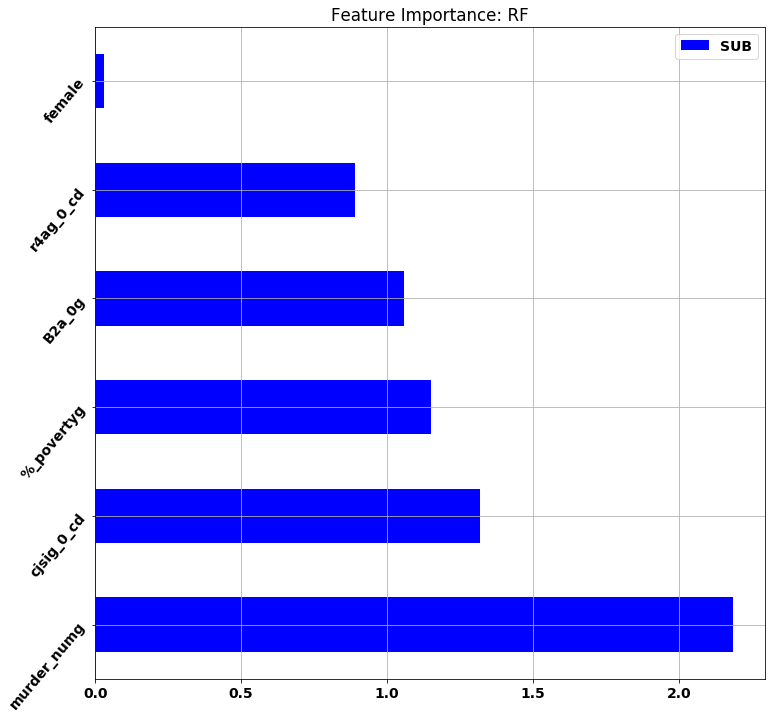 Feature Importance: RF
SUB
female
r4ag_0_cd
B2a_0g
%_povertyg
cjsig_0_cd
murder_numg
0.0 0.5 1.0 1.5 2.0